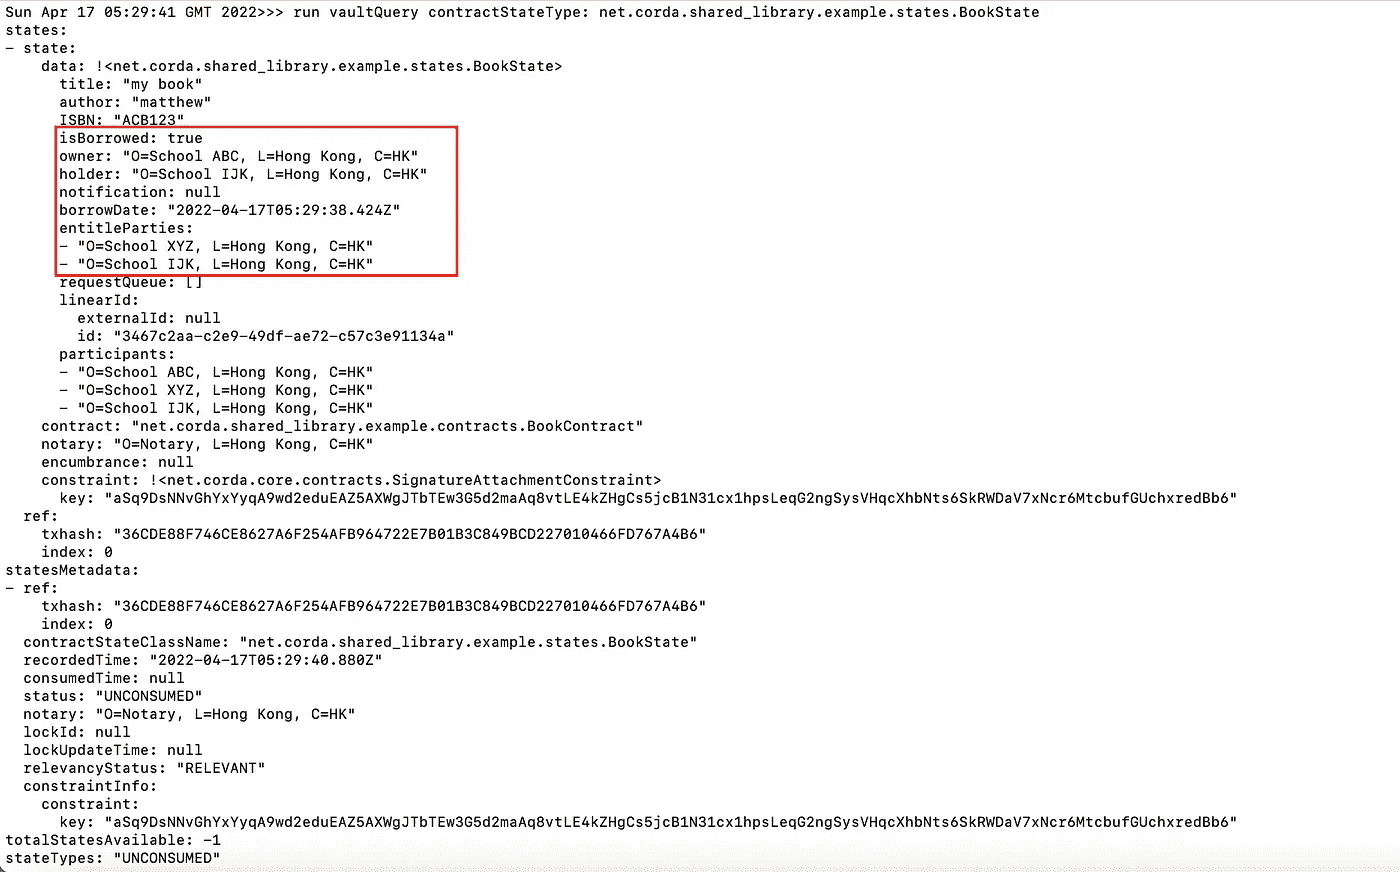 Sun Apr 17 05:29:41 GMT 2022>>> run vaultQuery contractStateType: net.corda.shared_library.example.states.BookState
states:
- state:
data: !<net.corda.shared_library.example.states.BookState>
title: "my book"
author: "matthew"
ISBN: "ACB123"
isBorrowed: true
owner: "O=School ABC, L=Hong Kong, C=HK"
holder: "O=School IJK, L=Hong Kong, C=HK"
notification: null
borrowDate: "2022-04-17T05:29:38.424Z"
entitleParties:
- "O=School XYZ, L=Hong Kong, C=HK"
- "O=School IJK, L=Hong Kong, C=HK"
requestQueue: []
linearId:
externalId: null
id: "3467c2aa-c2e9-49df-ae72-c57c3e91134a"
participants:
- "O=School ABC, L=Hong Kong, C=HK"
- "O=School XYZ, L=Hong Kong, C=HK"
- "O=School IJK, L=Hong Kong, C=HK"
contract: "net.corda.shared_library.example.contracts.BookContract"
notary: "O=Notary, L=Hong Kong, C=HK"
encumbrance: null
constraint: !<net.corda.core.contracts.SignatureAttachmentConstraint>
key: "aSq9DsNNvGhYxYyqA9wd2eduEAZ5AXWgJTbTEw3G5d2maAq8vtLE4kZHgCs5jcB1N31cx1hpsLeqG2ngSysVHqcXhbNts6SkRWDaV7xNcr6MtcbufGUchxredBb6"
ref:
txhash: "36CDE88F746CE8627A6F254AFB964722E7B01B3C849BCD227010466FD767A4B6"
index: 0
statesMetadata:
- ref:
txhash: "36CDE88F746CE8627A6F254AFB964722E7B01B3C849BCD227010466FD767A4B6"
index: 0
contractStateClassName: "net.corda.shared_library.example.states.BookState"
recordedTime: "2022-04-17T05:29:40.880Z"
consumedTime: null
status: "UNCONSUMED"
notary: "O=Notary, L=Hong Kong, C=HK"
lockId: null
lockUpdateTime: null
relevancyStatus: "RELEVANT"
constraintInfo:
constraint:
key: "aSq9DsNNvGhYxYyqA9wd2eduEAZ5AXWgJTbTEw3G5d2maAq8vtLE4kZHgCs5jcB1N31cx1hpsLeqG2ngSysVHqcXhbNts6SkRWDaV7xNcr6MtcbufGUchxredBb6"
totalStatesAvailable: -1
stateTypes: "UNCONSUMED"